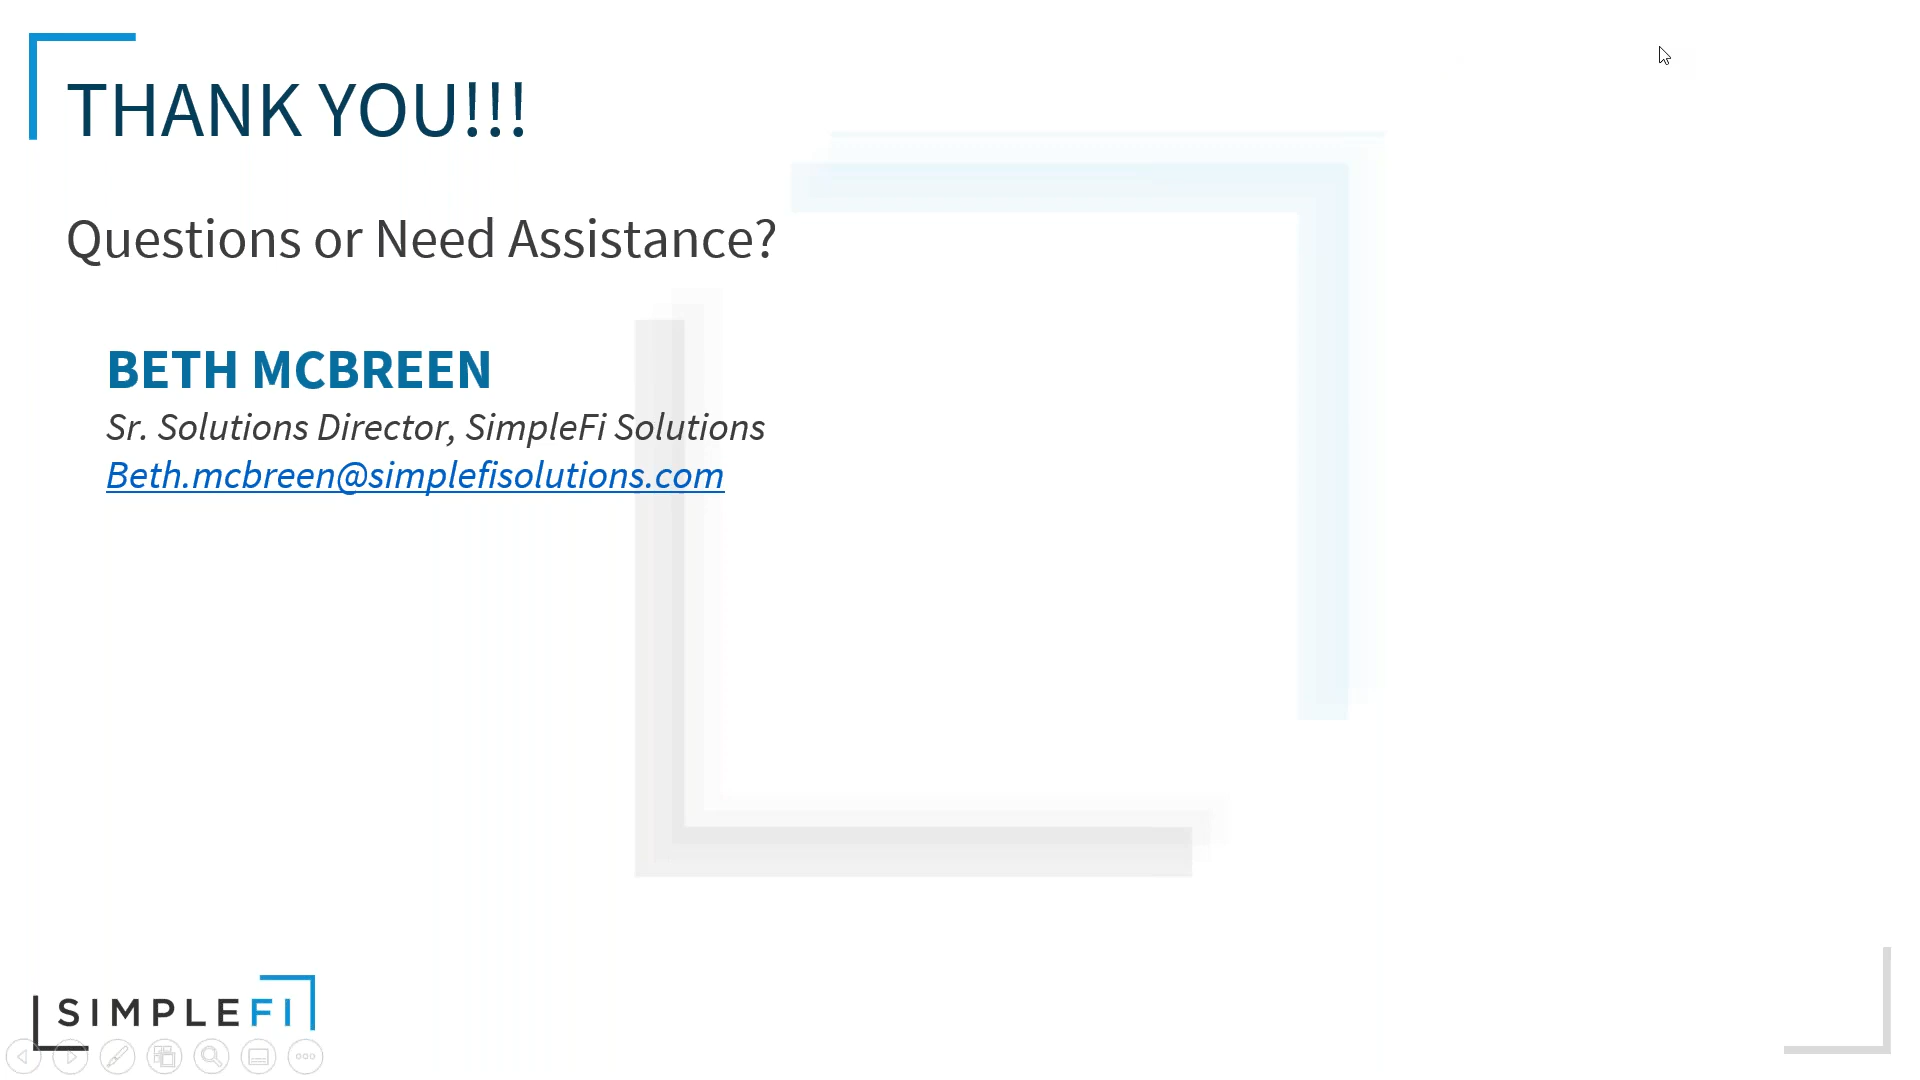 THANK YOU!!!
Questions or Need Assistance?
BETH MCBREEN
Sr. Solutions Director, SimpleFi Solutions
Beth.mcbreen@simplefisolutions.com
SIMPLEFI